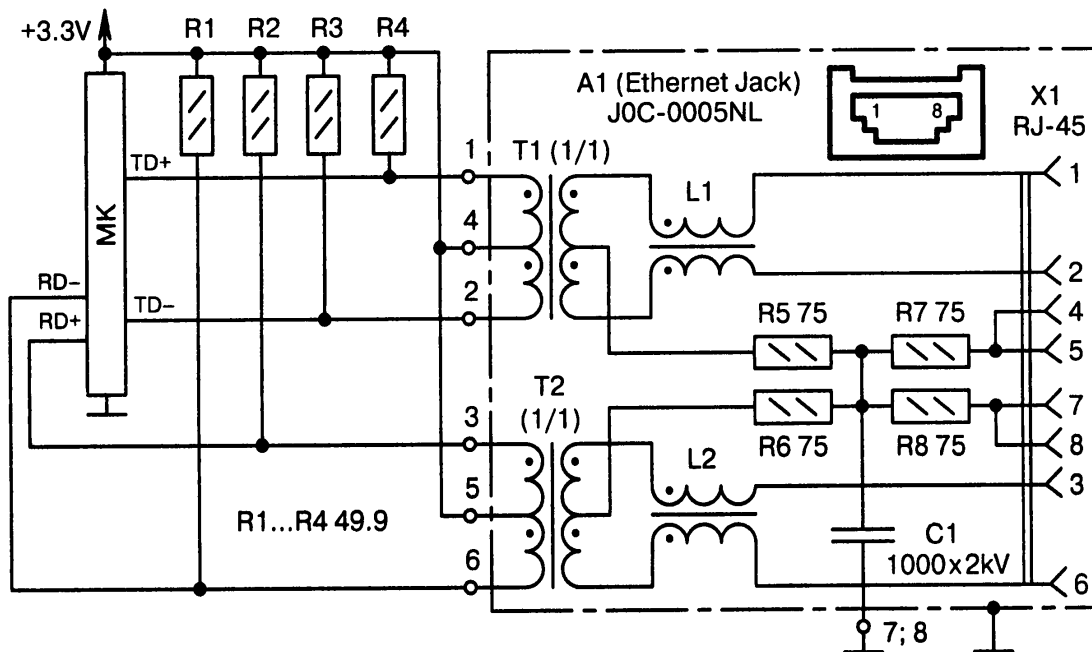 +3.3V
R1
R2
R3
R4
A1 (Ethernet Jack)
J0C-0005NL
1
8
X1
RJ-45
MK
TD+
TD−
RD−
RD+
1
4
2
T1 (1/1)
L1
1
2
4
5
7
8
3
6
R5 75
R7 75
R6 75
R8 75
3
5
6
T2
(1/1)
L2
R1...R4 49.9
C1
1000x2kV
7; 8